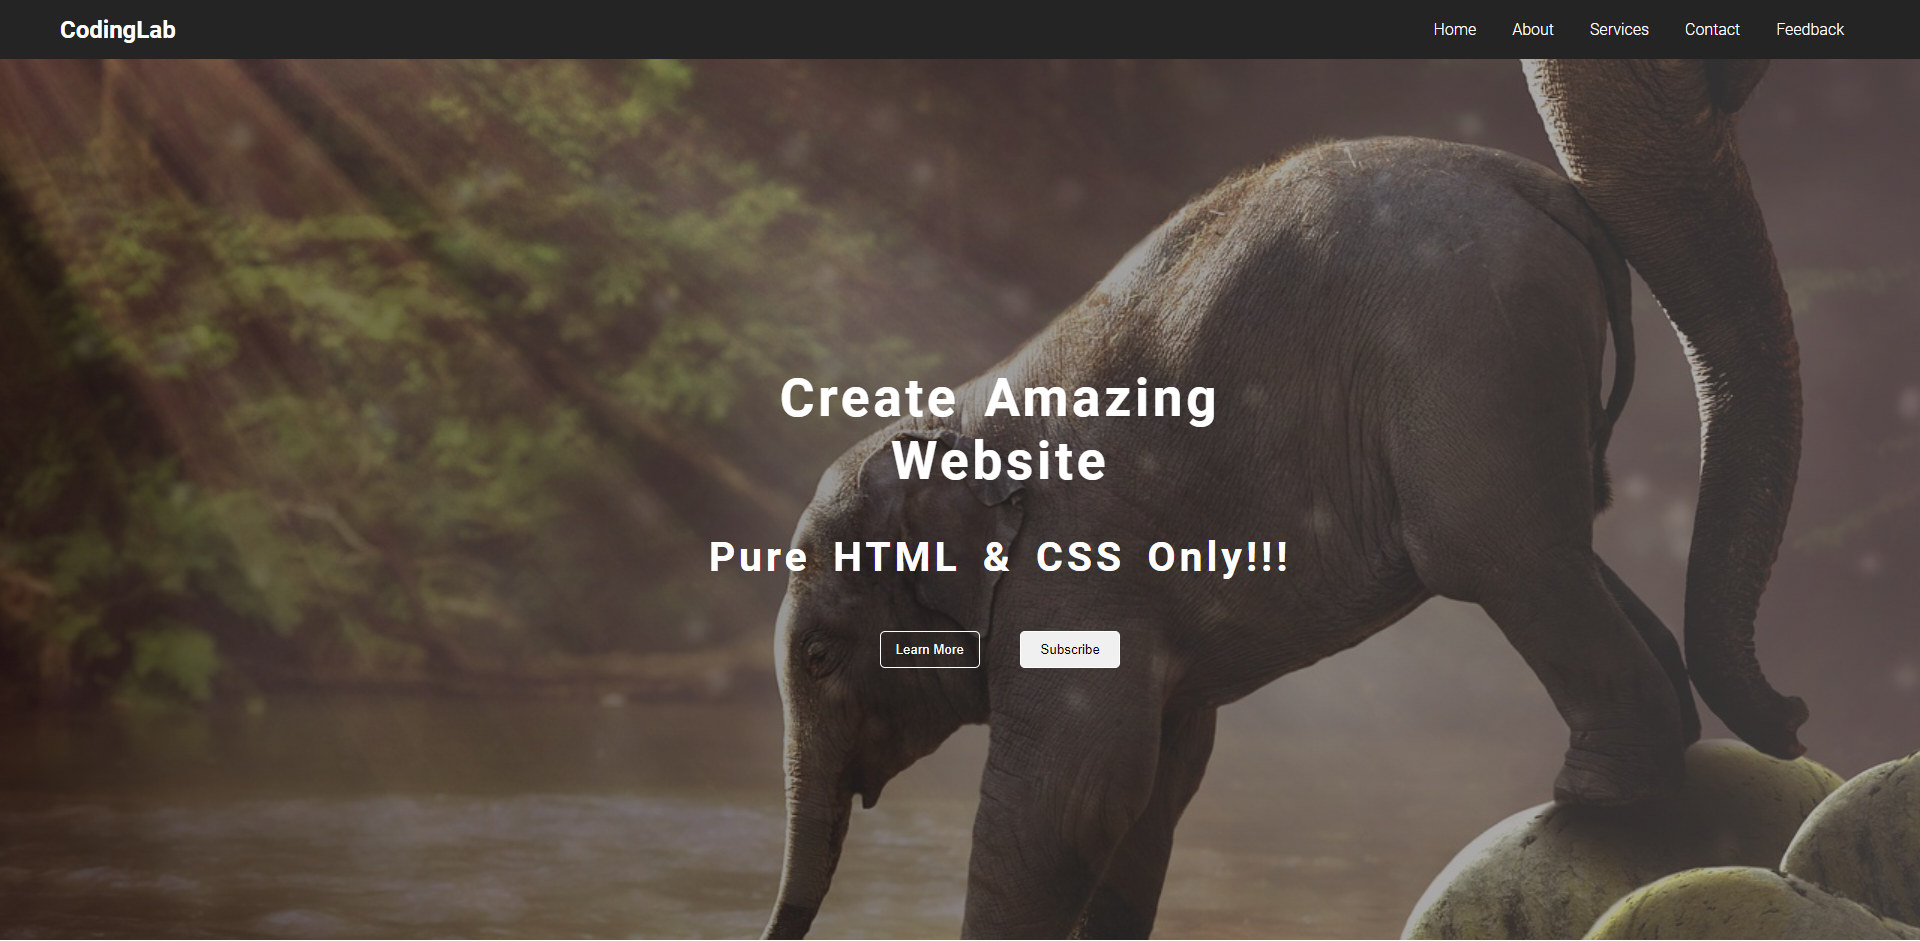 CodingLab
Home About Services Contact Feedback
Create Amazing
Website
Pure HTML & CSS Only!!!
Learn More Subscribe